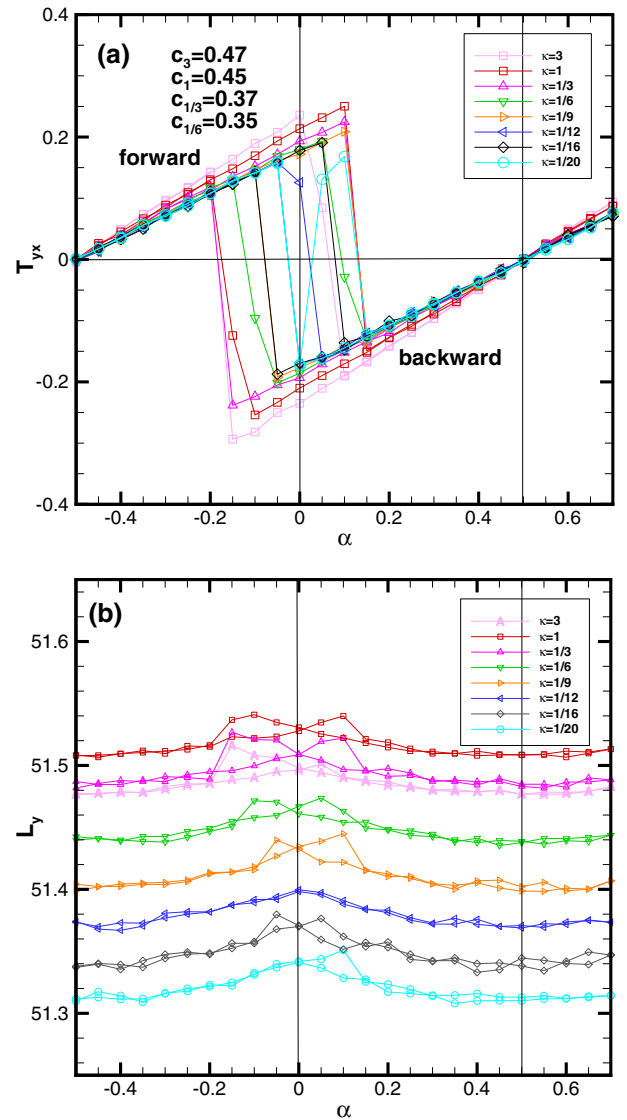 (a)
c3=0.47
c1=0.45
c1/3=0.37
c1/6=0.35
forward
backward
κ=3
κ=1
κ=1/3
κ=1/6
κ=1/9
κ=1/12
κ=1/16
κ=1/20
Tyx
0.4
0.2
0
-0.2
-0.4
-0.4 -0.2 0 0.2 0.4 0.6
α
(b)
κ=3
κ=1
κ=1/3
κ=1/6
κ=1/9
κ=1/12
κ=1/16
κ=1/20
Ly
51.6
51.5
51.4
51.3
-0.4 -0.2 0 0.2 0.4 0.6
α